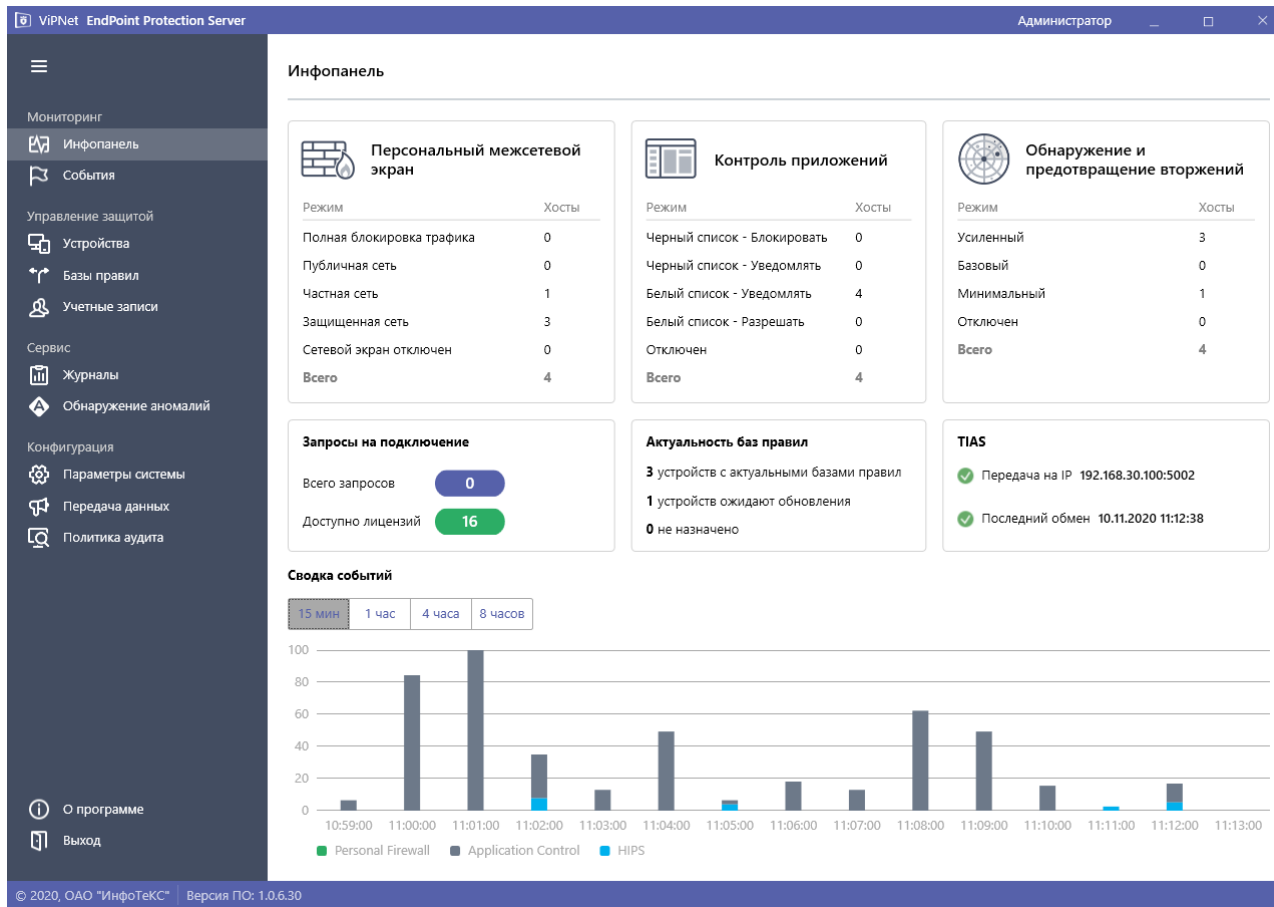 ViPNet EndPoint Protection Server
Администратор
Мониторинг
Инфопанель
События
Управление защитой
Устройства
Базы правил
Учетные записи
Сервис
Журналы
Обнаружение аномалий
Конфигурация
Параметры системы
Передача данных
Политика аудита
О программе
Выход
Инфопанель
Персональный межсетевой
экран
Режим Хосты
Полная блокировка трафика 0
Публичная сеть 0
Частная сеть 1
Защищенная сеть 3
Сетевой экран отключен 0
Всего 4
Контроль приложений
Режим Хосты
Черный список - Блокировать 0
Черный список - Уведомлять 0
Белый список - Уведомлять 4
Белый список - Разрешать 0
Отключен 0
Всего 4
Обнаружение и
предотвращение вторжений
Режим Хосты
Усиленный 3
Базовый 0
Минимальный 1
Отключен 0
Всего 4
Запросы на подключение
Всего запросов 0
Доступно лицензий 16
Актуальность баз правил
3 устройств с актуальными базами правил
1 устройств ожидают обновления
0 не назначено
TIAS
Передача на IP 192.168.30.100:5002
Последний обмен 10.11.2020 11:12:38
Сводка событий
15 мин 1 час 4 часа 8 часов
100
80
60
40
20
0
10:59:00 11:00:00 11:01:00 11:02:00 11:03:00 11:04:00 11:05:00 11:06:00 11:07:00 11:08:00 11:09:00 11:10:00 11:11:00 11:12:00 11:13:00
Personal Firewall Application Control HIPS
© 2020, ОАО "ИнфоТеКС" Версия ПО: 1.0.6.30